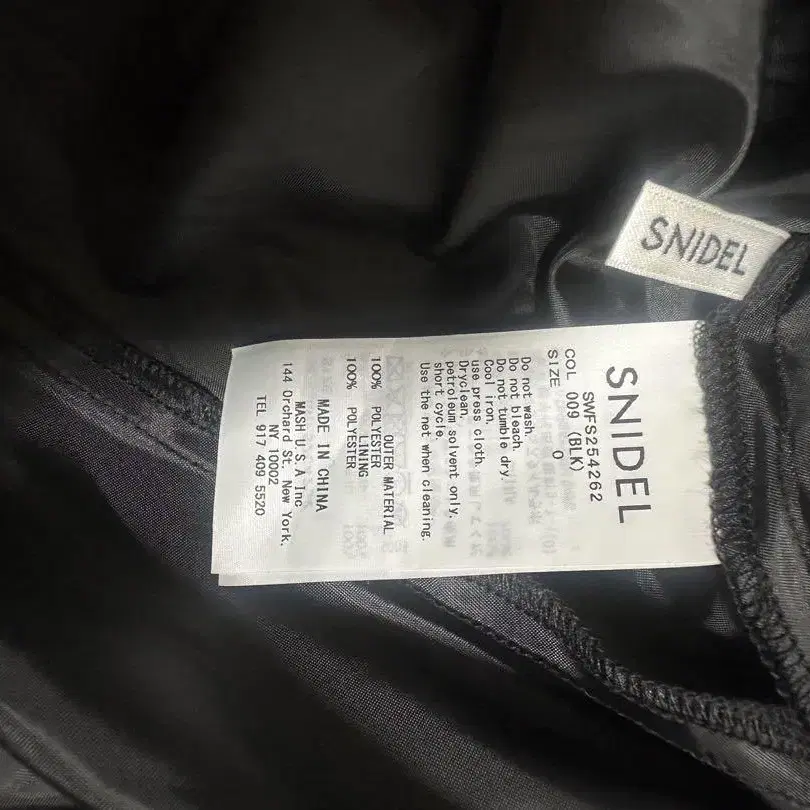 SNIDEL
SNIDEL
SWFS254262
COL 009 (BLK)
SIZE 0
Do not wash.
Do not bleach.
Do not tumble dry.
Cool iron.
use press cloth.
Dryclean.
petroleum solvent only.
short cycle.
Use the net when cleaning.
OUTER MATERIAL
100% POLYESTER
LINING
100% POLYESTER
MADE IN CHINA
MASH U.S.A Inc
144 Orchard St. New York.
NY 10002
TEL 917 409 5520